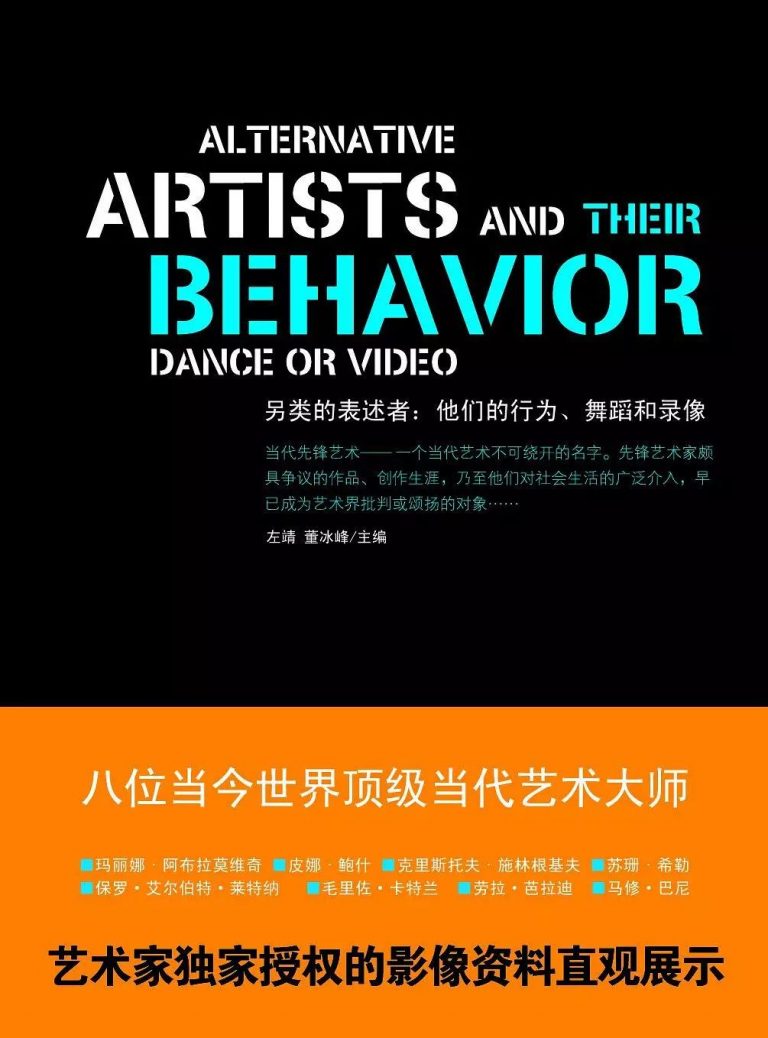 ALTERNATIVE
ARTISTS AND THEIR
BEHAVIOR
DANCE OR VIDEO
另类的表述者：他们的行为、舞蹈和录像
当代先锋艺术—— 一个当代艺术不可绕开的名字。先锋艺术家颇
具争议的作品、创作生涯，乃至他们对社会生活的广泛介入，早
已成为艺术界批判或颂扬的对象……
左靖 董冰峰/主编
八位当今世界顶级当代艺术大师
■玛丽娜·阿布拉莫维奇 ■皮娜·鲍什 ■克里斯托夫·施林根基夫 ■苏珊·希勒
■保罗·艾尔伯特·莱特纳 ■毛里佐·卡特兰 ■劳拉·芭拉迪 ■马修·巴尼
艺术家独家授权的影像资料直观展示